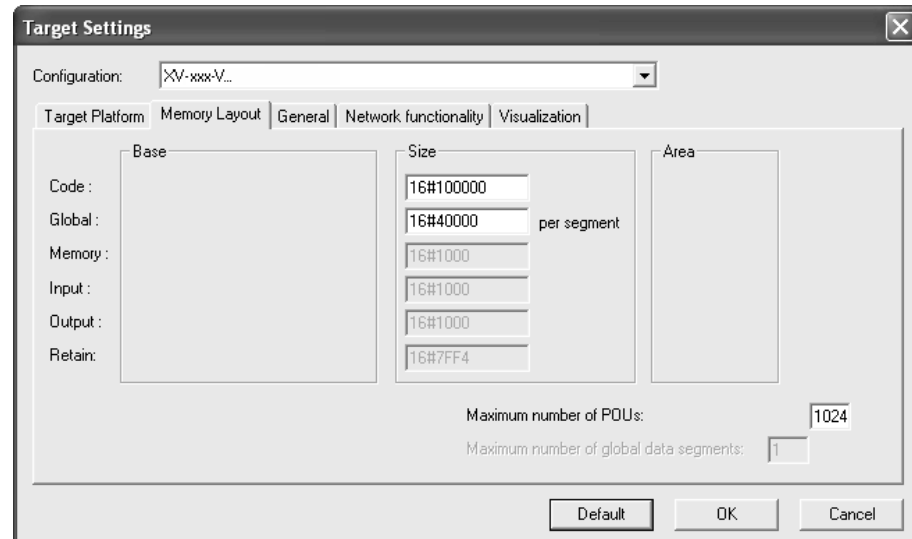 Target Settings
Configuration: XV-xxx-V...
Target Platform Memory Layout General Network functionality Visualization
Base Size Area
Code : 16#100000
Global : 16#40000 per segment
Memory : 16#1000
Input : 16#1000
Output : 16#1000
Retain: 16#7FF4
Maximum number of POUs: 1024
Maximum number of global data segments: 1
Default OK Cancel